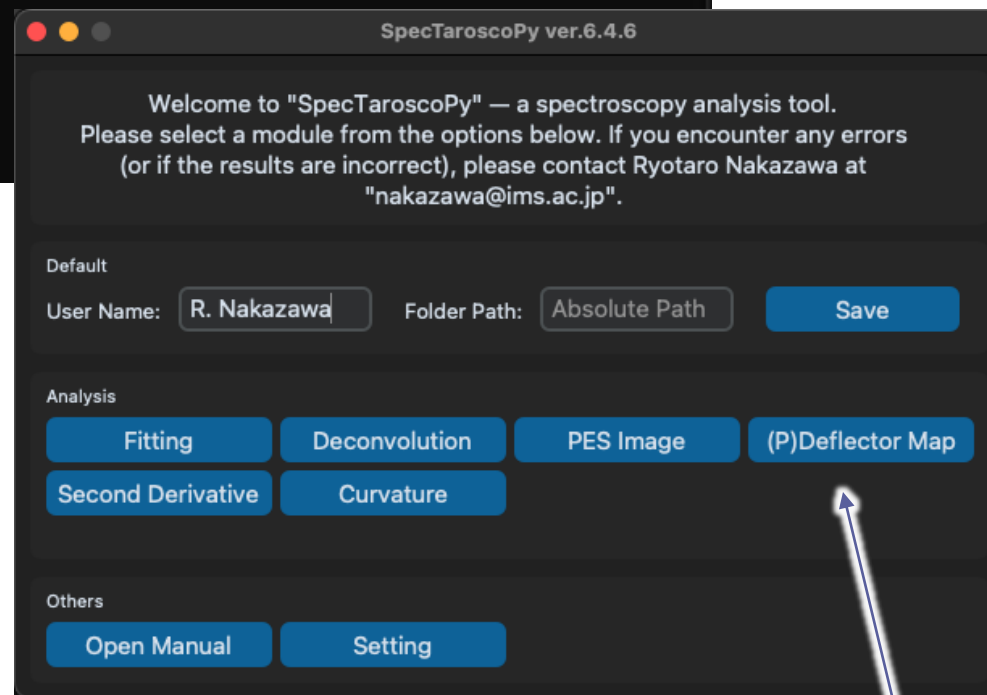 SpecTaroscoPy ver.6.4.6
Welcome to "SpecTaroscoPy" — a spectroscopy analysis tool.
Please select a module from the options below. If you encounter any errors
(or if the results are incorrect), please contact Ryotaro Nakazawa at
"nakazawa@ims.ac.jp".
Default
User Name: R. Nakazawa Folder Path: Absolute Path Save
Analysis
Fitting Deconvolution PES Image (P)Deflector Map
Second Derivative Curvature
Others
Open Manual Setting